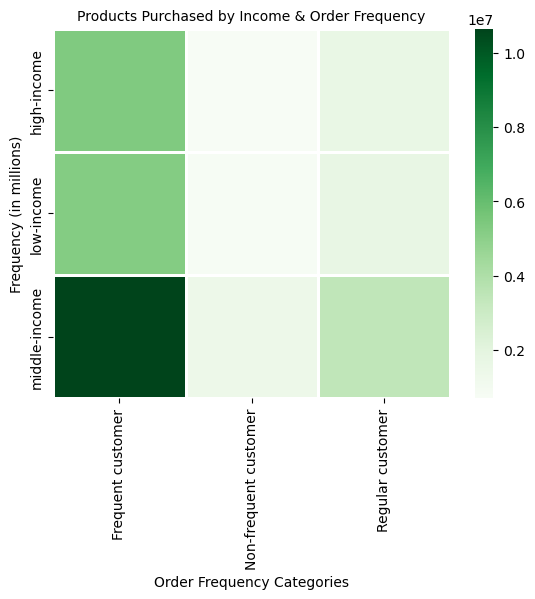 Products Purchased by Income & Order Frequency
1e7
Frequency (in millions)
high-income
low-income
middle-income
1.0
0.8
0.6
0.4
0.2
Frequent customer
Non-frequent customer
Regular customer
Order Frequency Categories